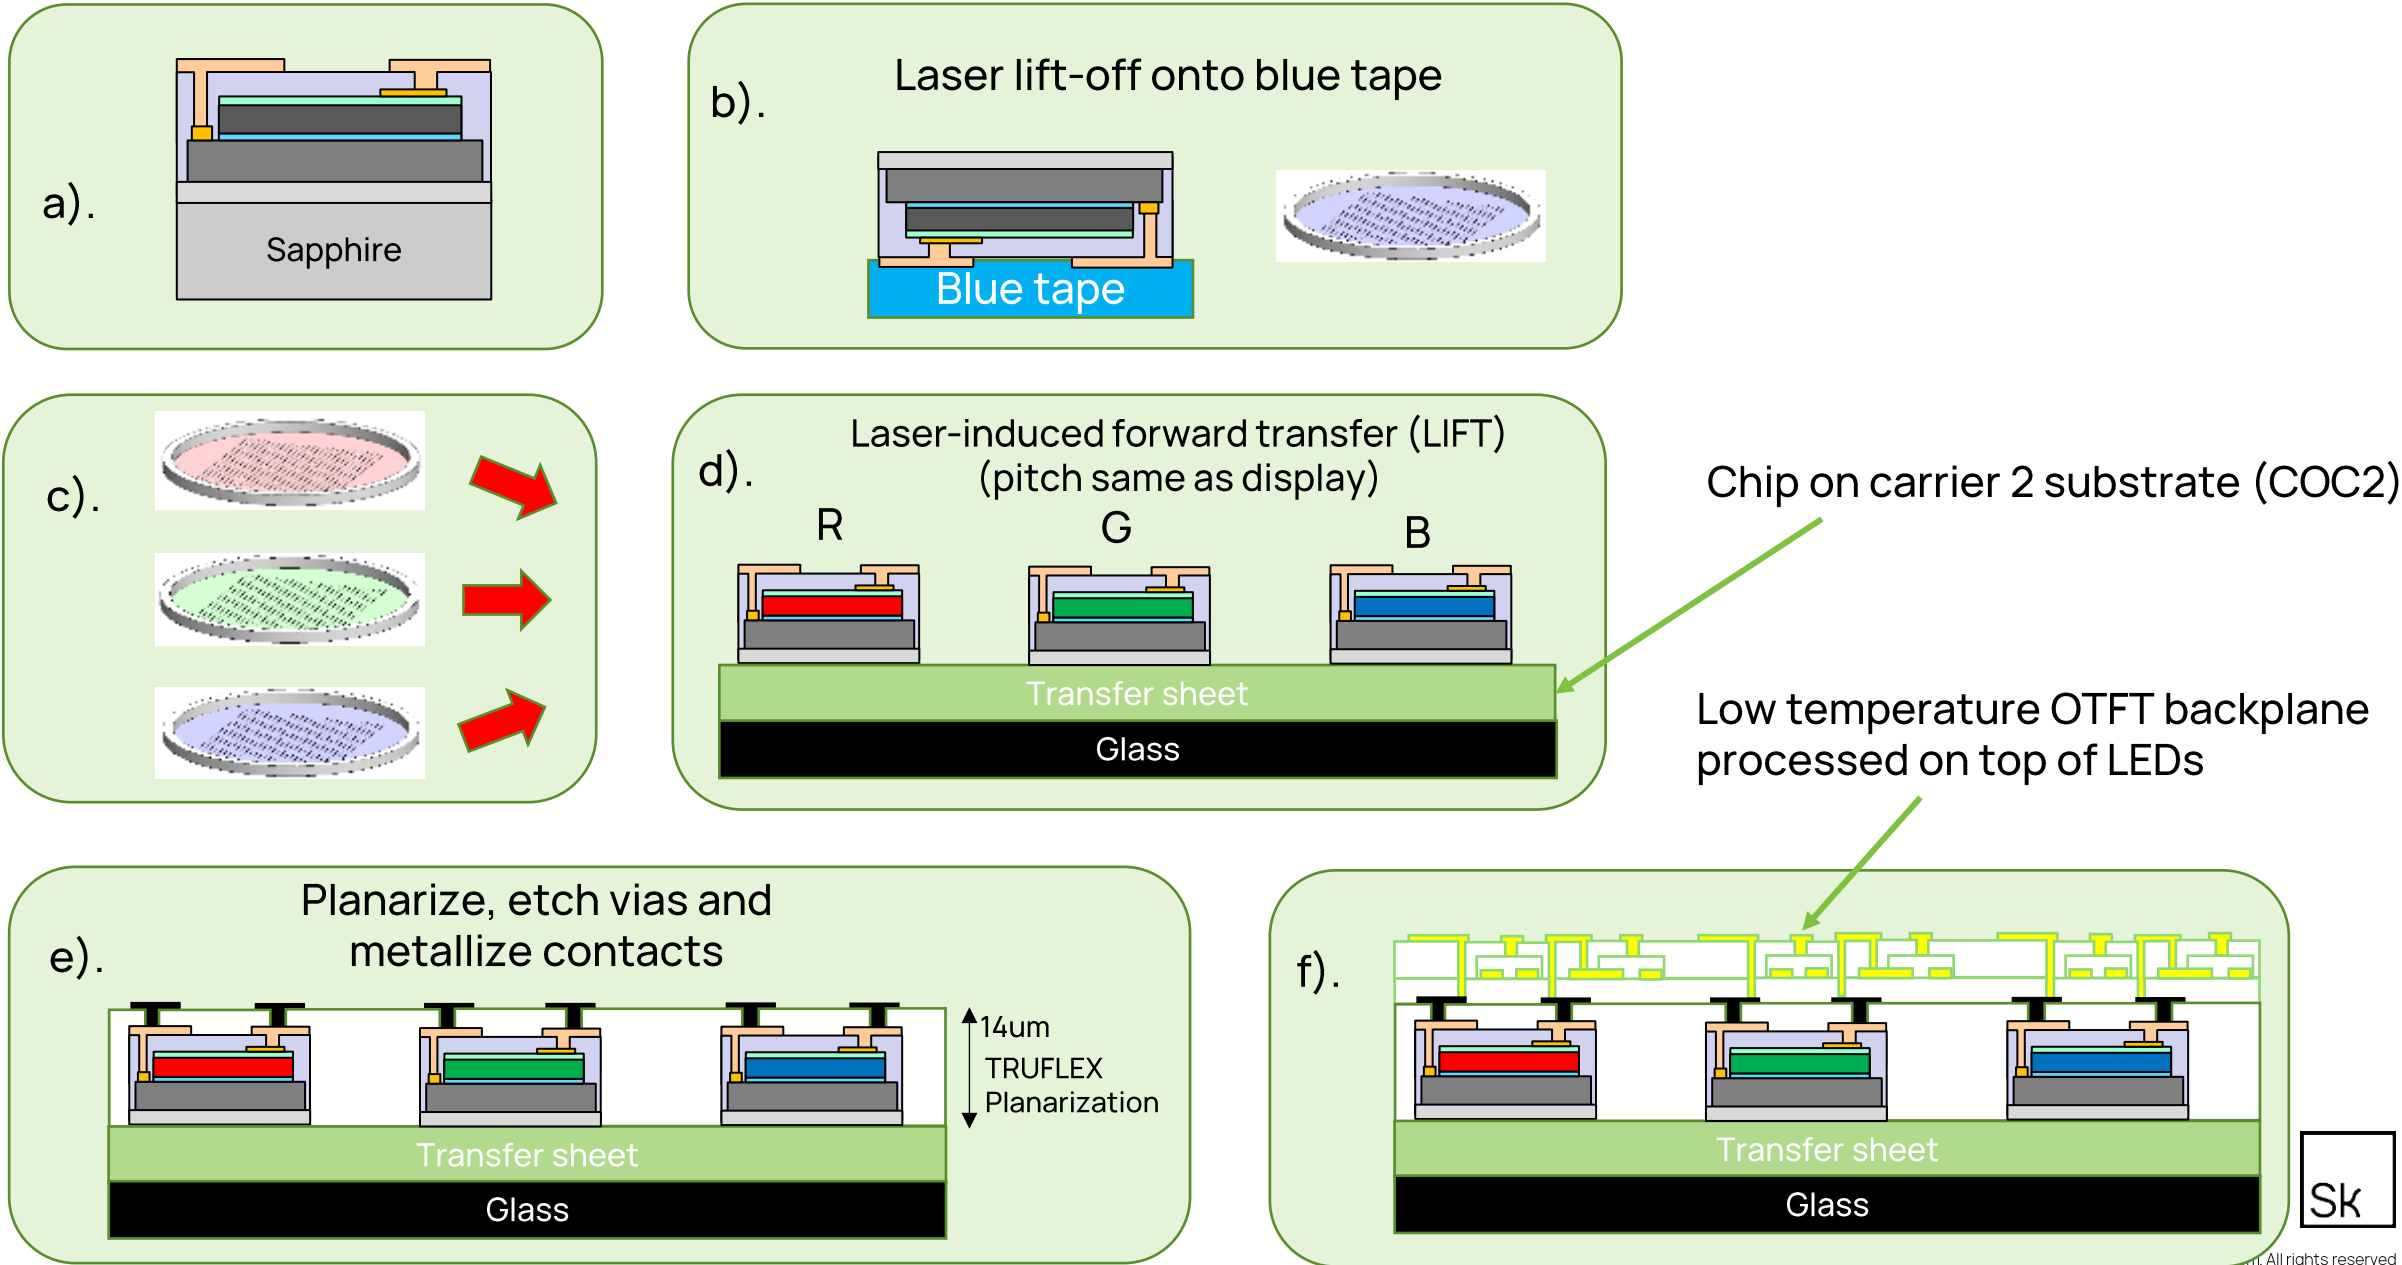 a).
Sapphire
b).
Laser lift-off onto blue tape
Blue tape
c).
d).
Laser-induced forward transfer (LIFT)
(pitch same as display)
R
G
B
Transfer sheet
Glass
Chip on carrier 2 substrate (COC2)
Low temperature OTFT backplane
processed on top of LEDs
e).
Planarize, etch vias and
metallize contacts
14um
TRUFLEX
Planarization
Transfer sheet
Glass
f).
Transfer sheet
Glass
Sk
All rights reserved